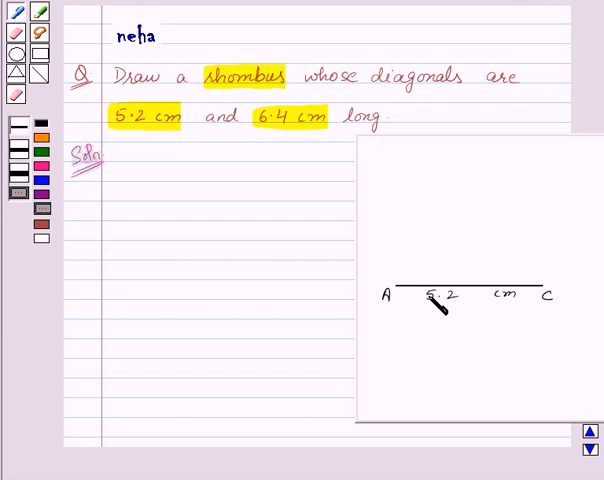 neha
Q. Draw a rhombus whose diagonals are
5.2 cm and 6.4 cm long.
Soln.
A 5.2 cm C